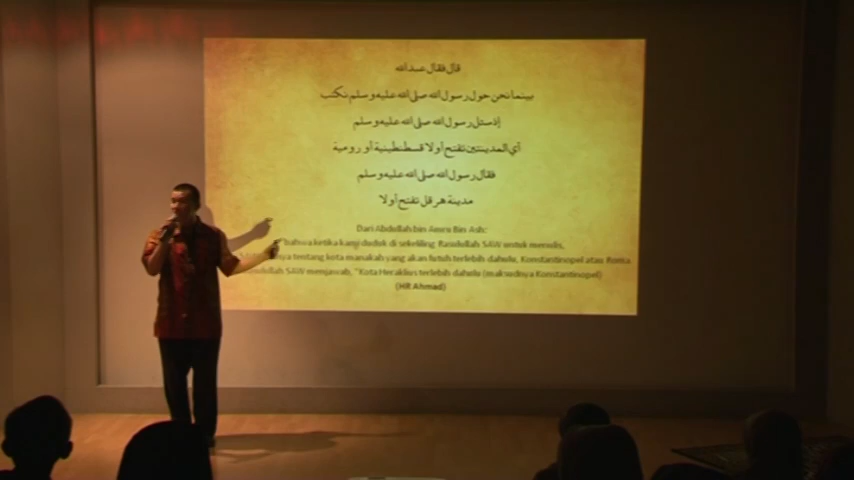 قال فقال عبد الله
بينما نحن حول رسول الله صلى الله عليه وسلم نكتب
إذ سئل رسول الله صلى الله عليه وسلم
أي المدينتين تفتح أولا قسطنطينية أو رومية
فقال رسول الله صلى الله عليه وسلم
مدينة هرقل تفتح أولا
Dari Abdullah bin Amru Bin Ash:
bahwa ketika kami duduk di sekeliling Rasulullah SAW untuk menulis,
tentang kota manakah yang akan futuh terlebih dahulu, Konstantinopel atau Roma
SAW menjawab, "Kota Heraklius terlebih dahulu (maksudnya Konstantinopel)
(HR Ahmad)